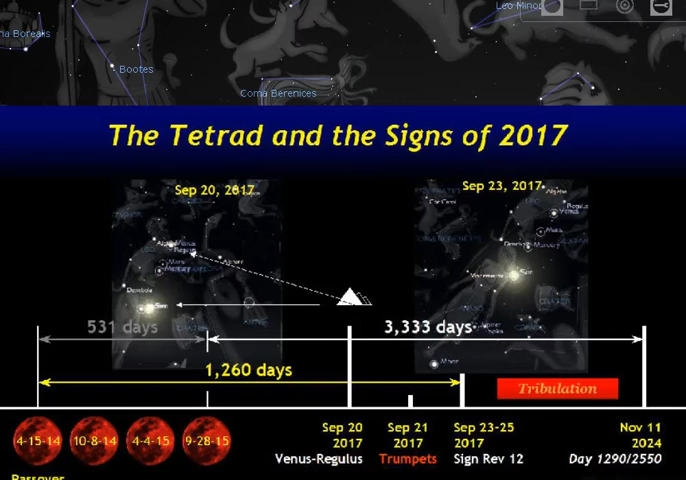 Leo Minor
Bootes
Coma Berenices
The Tetrad and the Signs of 2017
Sep 20, 2017
Sep 23, 2017
Regulus
Venus
Mercury
531 days
3,333 days
1,260 days
Tribulation
4-15-14
10-8-14
4-4-15
9-28-15
Sep 20
2017
Venus-Regulus
Sep 21
2017
Trumpets
Sep 23-25
2017
Sign Rev 12
Nov 11
2024
Day 1290/2550
Passover